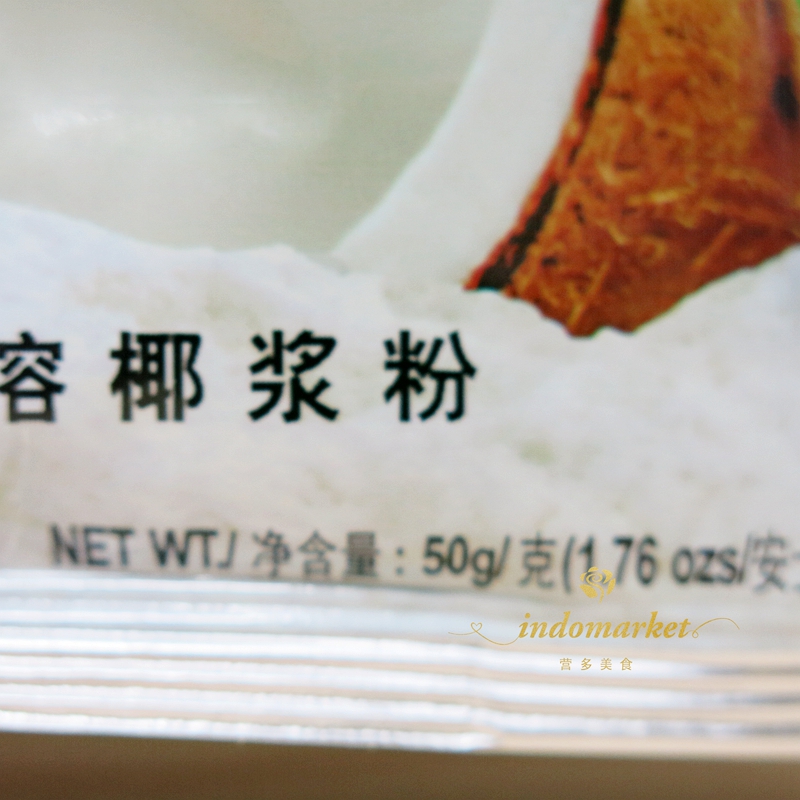 容椰浆粉
NET WT./ 净含量: 50g/ 克(1.76 ozs/安
indomarket
营多美食